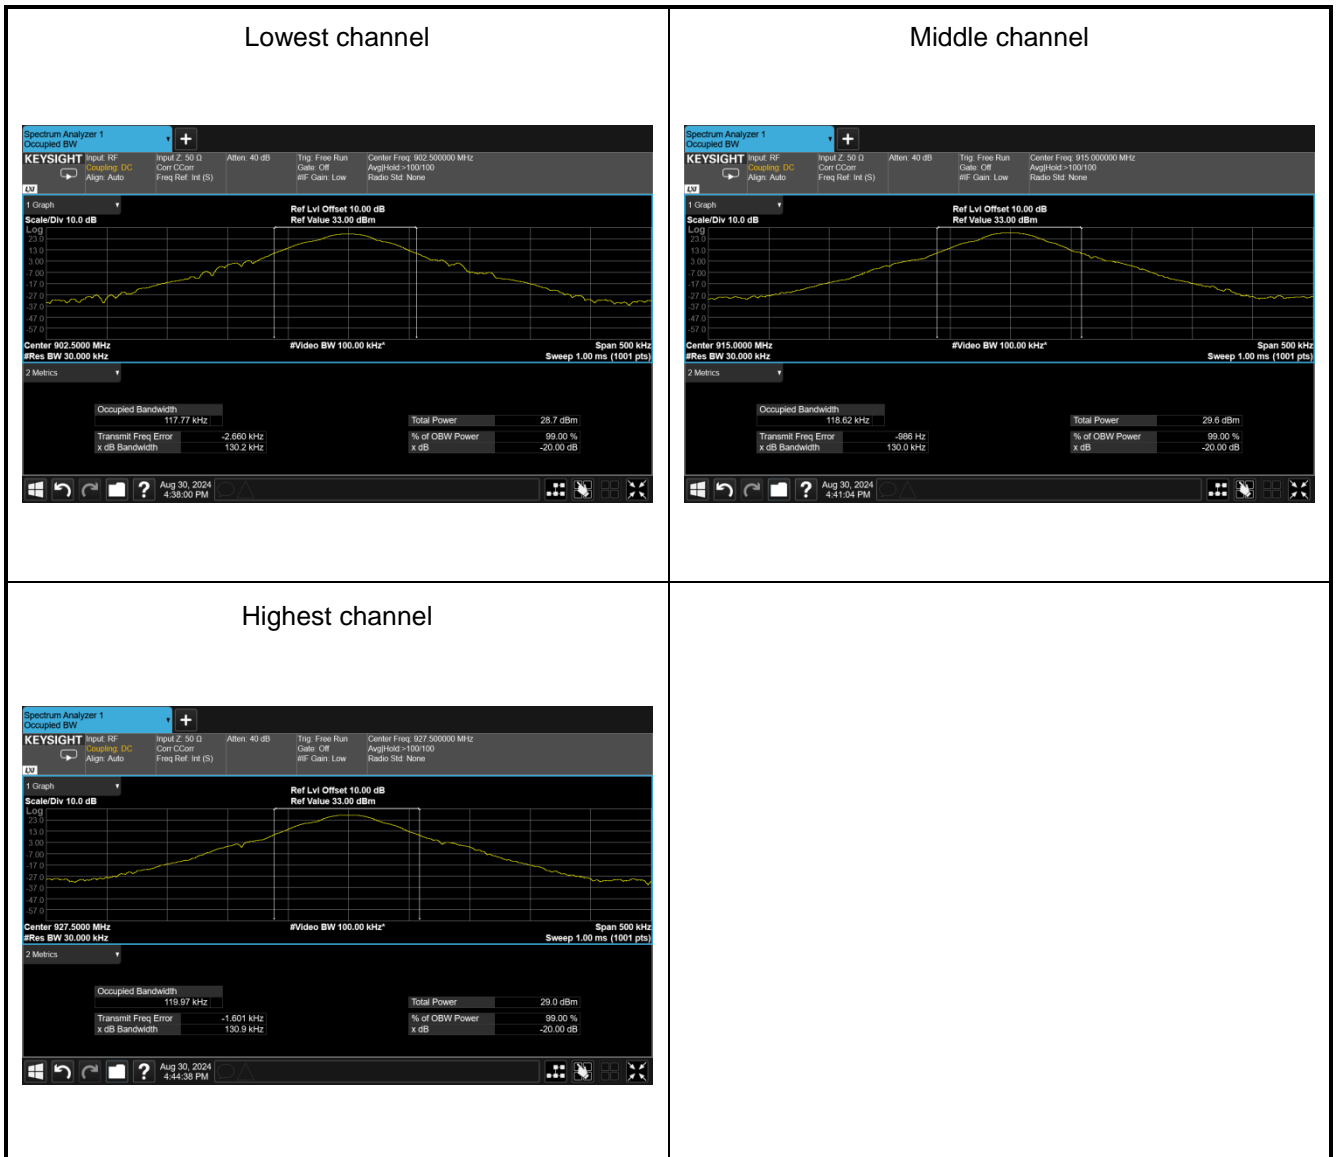 Lowest channel
Spectrum Analyzer 1
Occupied BW
KEYSIGHT
Input: RF
Coupling: DC
Align: Auto
Input Z: 50 Ω
Corr CCorr
Freq Ref: Int (S)
Atten: 40 dB
Trig: Free Run
Gate: Off
#IF Gain: Low
Center Freq: 902.500000 MHz
Avg|Hold:>100/100
Radio Std: None
LXI
1 Graph
Scale/Div 10.0 dB
Ref Lvl Offset 10.00 dB
Ref Value 33.00 dBm
Log
23.0
13.0
3.00
-7.00
-17.0
-27.0
-37.0
-47.0
-57.0
Center 902.5000 MHz
#Res BW 30.000 kHz
#Video BW 100.00 kHz*
Span 500 kHz
Sweep 1.00 ms (1001 pts)
2 Metrics
Occupied Bandwidth
117.77 kHz
Transmit Freq Error -2.660 kHz
x dB Bandwidth 130.2 kHz
Total Power 28.7 dBm
% of OBW Power 99.00 %
x dB -20.00 dB
?
Aug 30, 2024
4:38:00 PM
Middle channel
Spectrum Analyzer 1
Occupied BW
KEYSIGHT
Input: RF
Coupling: DC
Align: Auto
Input Z: 50 Ω
Corr CCorr
Freq Ref: Int (S)
Atten: 40 dB
Trig: Free Run
Gate: Off
#IF Gain: Low
Center Freq: 915.000000 MHz
Avg|Hold:>100/100
Radio Std: None
LXI
1 Graph
Scale/Div 10.0 dB
Ref Lvl Offset 10.00 dB
Ref Value 33.00 dBm
Log
23.0
13.0
3.00
-7.00
-17.0
-27.0
-37.0
-47.0
-57.0
Center 915.0000 MHz
#Res BW 30.000 kHz
#Video BW 100.00 kHz*
Span 500 kHz
Sweep 1.00 ms (1001 pts)
2 Metrics
Occupied Bandwidth
118.62 kHz
Transmit Freq Error -986 Hz
x dB Bandwidth 130.0 kHz
Total Power 29.6 dBm
% of OBW Power 99.00 %
x dB -20.00 dB
?
Aug 30, 2024
4:41:04 PM
Highest channel
Spectrum Analyzer 1
Occupied BW
KEYSIGHT
Input: RF
Coupling: DC
Align: Auto
Input Z: 50 Ω
Corr CCorr
Freq Ref: Int (S)
Atten: 40 dB
Trig: Free Run
Gate: Off
#IF Gain: Low
Center Freq: 927.500000 MHz
Avg|Hold:>100/100
Radio Std: None
LXI
1 Graph
Scale/Div 10.0 dB
Ref Lvl Offset 10.00 dB
Ref Value 33.00 dBm
Log
23.0
13.0
3.00
-7.00
-17.0
-27.0
-37.0
-47.0
-57.0
Center 927.5000 MHz
#Res BW 30.000 kHz
#Video BW 100.00 kHz*
Span 500 kHz
Sweep 1.00 ms (1001 pts)
2 Metrics
Occupied Bandwidth
119.97 kHz
Transmit Freq Error -1.601 kHz
x dB Bandwidth 130.9 kHz
Total Power 29.0 dBm
% of OBW Power 99.00 %
x dB -20.00 dB
?
Aug 30, 2024
4:44:38 PM